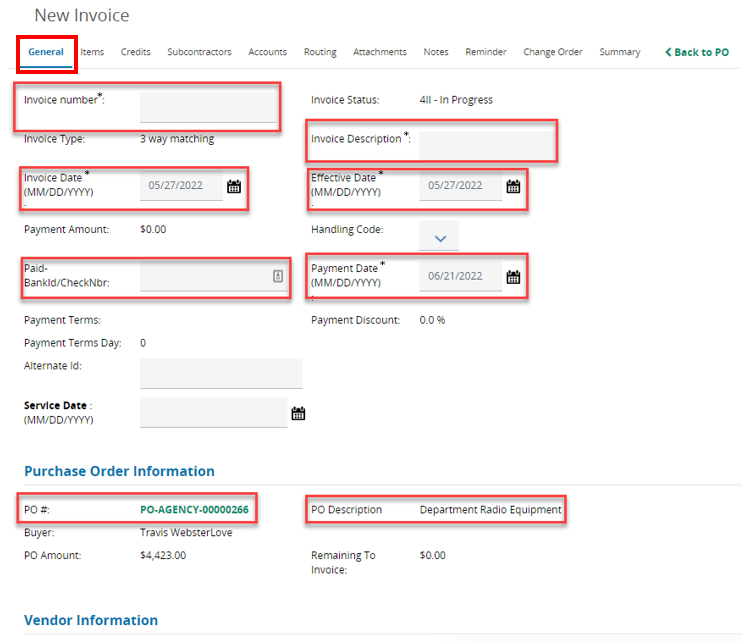 New Invoice
General Items Credits Subcontractors Accounts Routing Attachments Notes Reminder Change Order Summary Back to PO
Invoice number*: Invoice Status: 4II - In Progress
Invoice Type: 3 way matching Invoice Description *:
Invoice Date * 05/27/2022 Effective Date * 05/27/2022
(MM/DD/YYYY) (MM/DD/YYYY)
: :
Payment Amount: $0.00 Handling Code:
Paid- Payment Date * 06/21/2022
BankId/CheckNbr: (MM/DD/YYYY)
:
Payment Terms: Payment Discount: 0.0 %
Payment Terms Day: 0
Alternate Id:
Service Date :
(MM/DD/YYYY)
Purchase Order Information
PO #: PO-AGENCY-00000266 PO Description Department Radio Equipment
Buyer: Travis WebsterLove
PO Amount: $4,423.00 Remaining To $0.00
Invoice:
Vendor Information